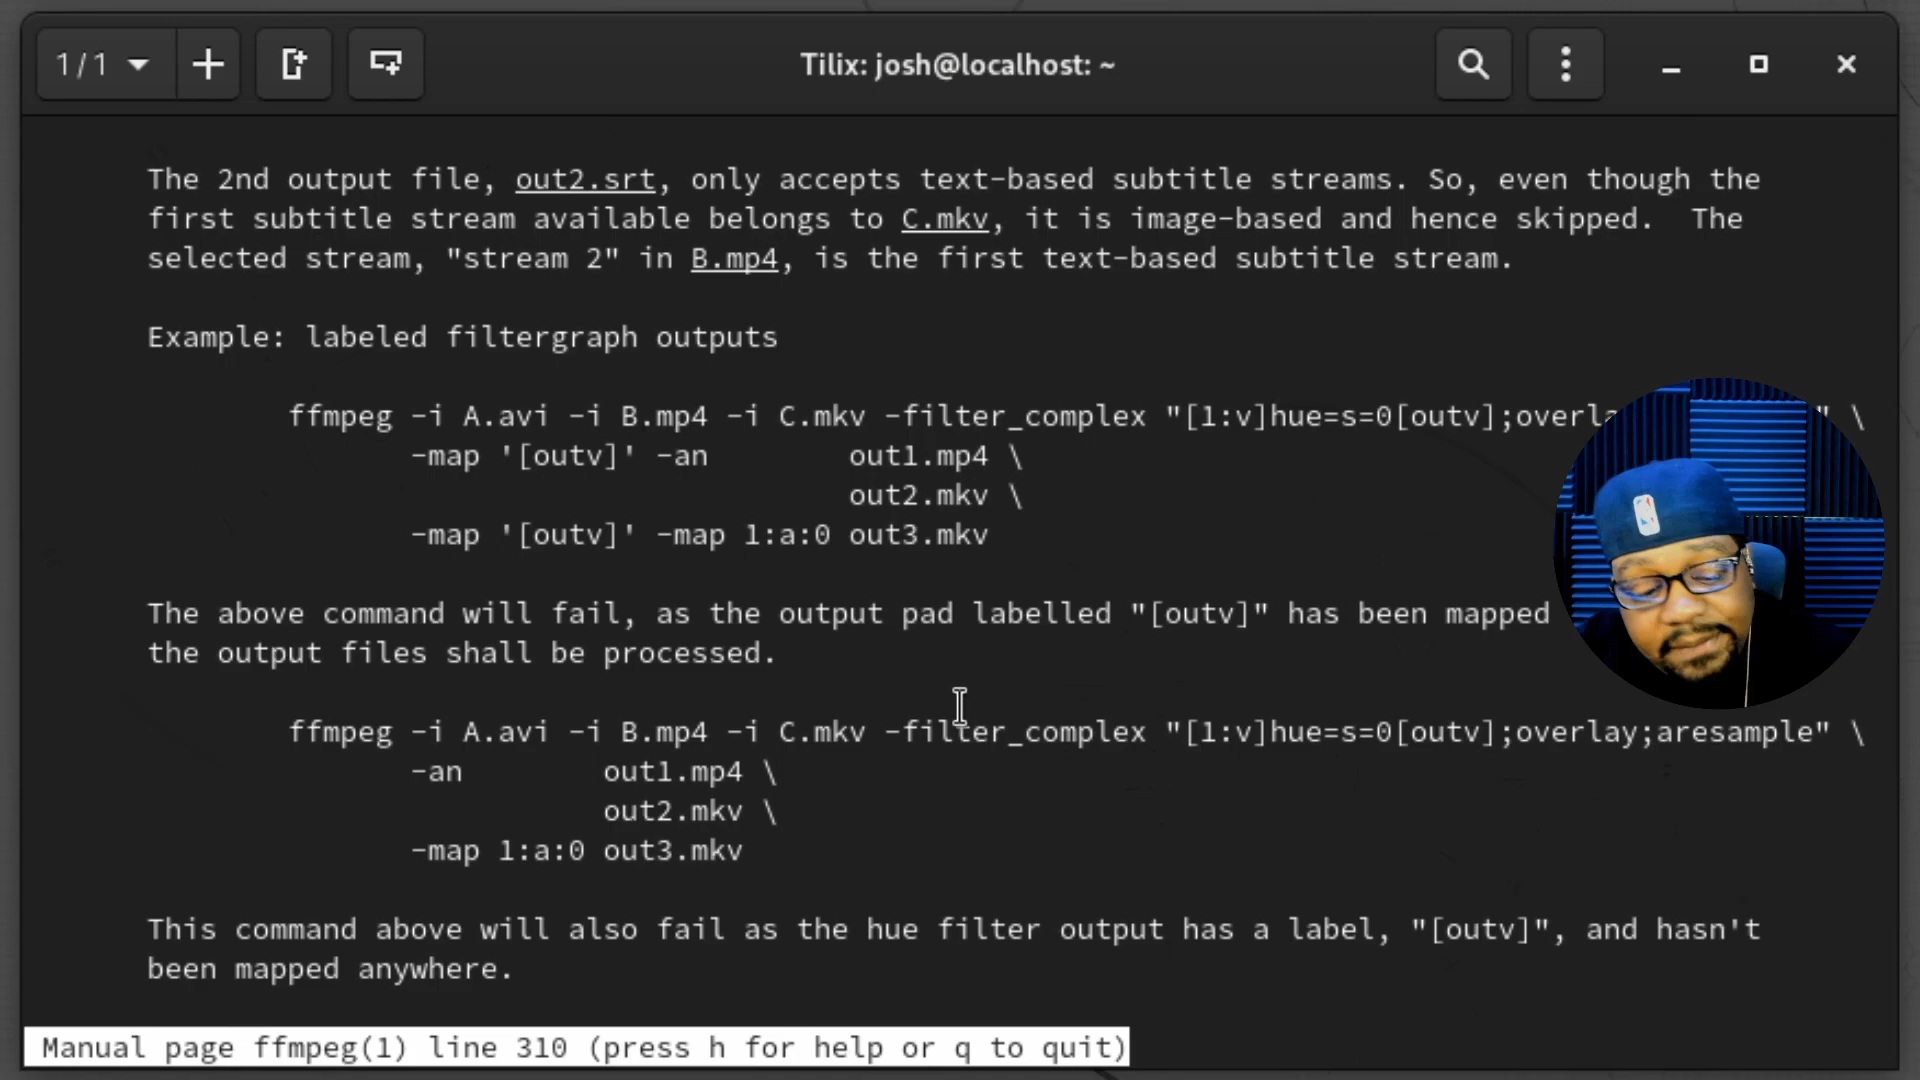 1/1
Tilix: josh@localhost: ~
The 2nd output file, out2.srt, only accepts text-based subtitle streams. So, even though the
first subtitle stream available belongs to C.mkv, it is image-based and hence skipped.  The
selected stream, "stream 2" in B.mp4, is the first text-based subtitle stream.
Example: labeled filtergraph outputs
ffmpeg -i A.avi -i B.mp4 -i C.mkv -filter_complex "[1:v]hue=s=0[outv];overla " \
-map '[outv]' -an        out1.mp4 \
out2.mkv \
-map '[outv]' -map 1:a:0 out3.mkv
The above command will fail, as the output pad labelled "[outv]" has been mapped
the output files shall be processed.
ffmpeg -i A.avi -i B.mp4 -i C.mkv -filter_complex "[1:v]hue=s=0[outv];overlay;aresample" \
-an        out1.mp4 \
out2.mkv \
-map 1:a:0 out3.mkv
This command above will also fail as the hue filter output has a label, "[outv]", and hasn't
been mapped anywhere.
Manual page ffmpeg(1) line 310 (press h for help or q to quit)